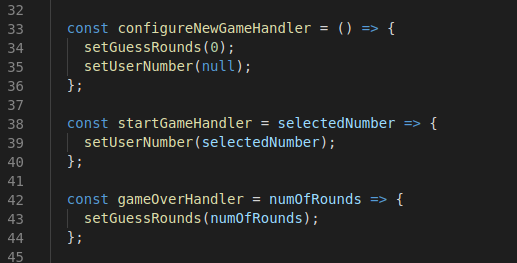 32
33 const configureNewGameHandler = () => {
34 setGuessRounds(0);
35 setUserNumber(null);
36 };
37
38 const startGameHandler = selectedNumber => {
39 setUserNumber(selectedNumber);
40 };
41
42 const gameOverHandler = numOfRounds => {
43 setGuessRounds(numOfRounds);
44 };
45